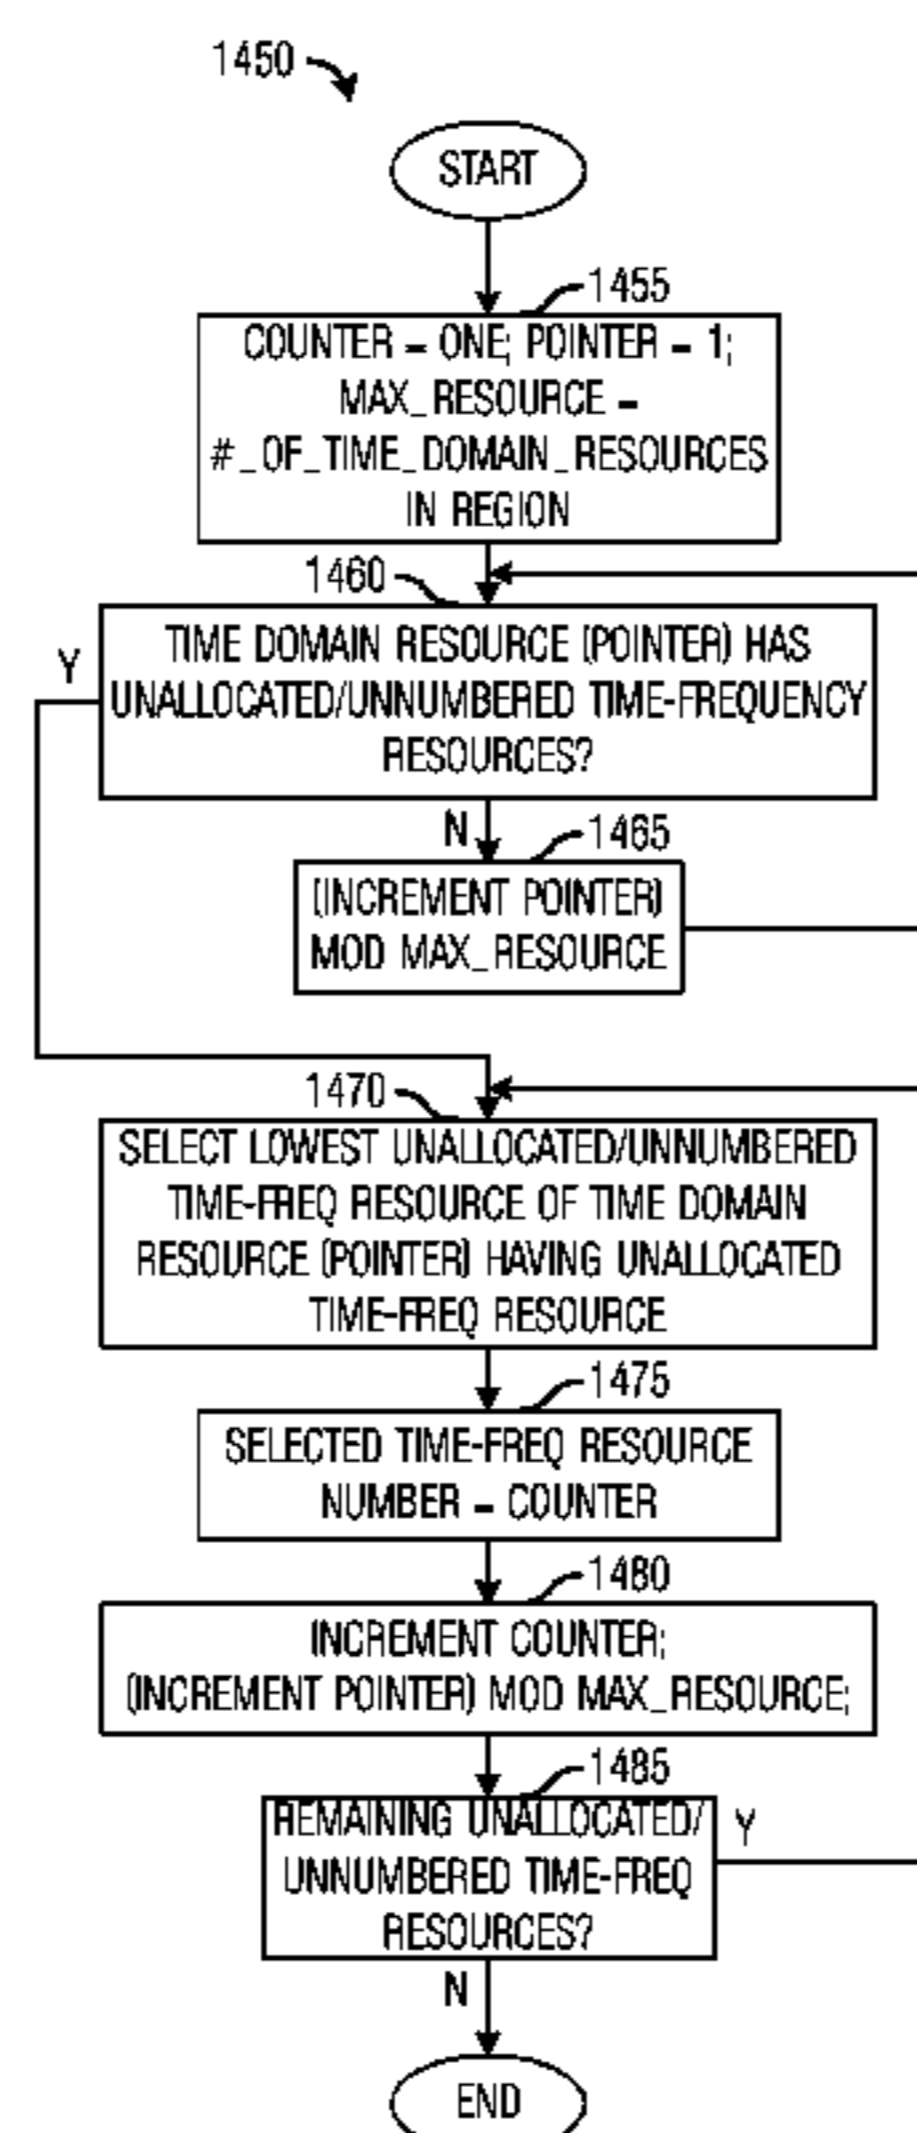 1450
START
1455
COUNTER = ONE; POINTER = 1;
MAX_RESOURCE =
#_OF_TIME_DOMAIN_RESOURCES
IN REGION
1460
TIME DOMAIN RESOURCE (POINTER) HAS
UNALLOCATED/UNNUMBERED TIME-FREQUENCY
RESOURCES?
Y
N
1465
(INCREMENT POINTER)
MOD MAX_RESOURCE
1470
SELECT LOWEST UNALLOCATED/UNNUMBERED
TIME-FREQ RESOURCE OF TIME DOMAIN
RESOURCE (POINTER) HAVING UNALLOCATED
TIME-FREQ RESOURCE
1475
SELECTED TIME-FREQ RESOURCE
NUMBER = COUNTER
1480
INCREMENT COUNTER;
(INCREMENT POINTER) MOD MAX_RESOURCE;
1485
REMAINING UNALLOCATED/
UNNUMBERED TIME-FREQ
RESOURCES?
Y
N
END